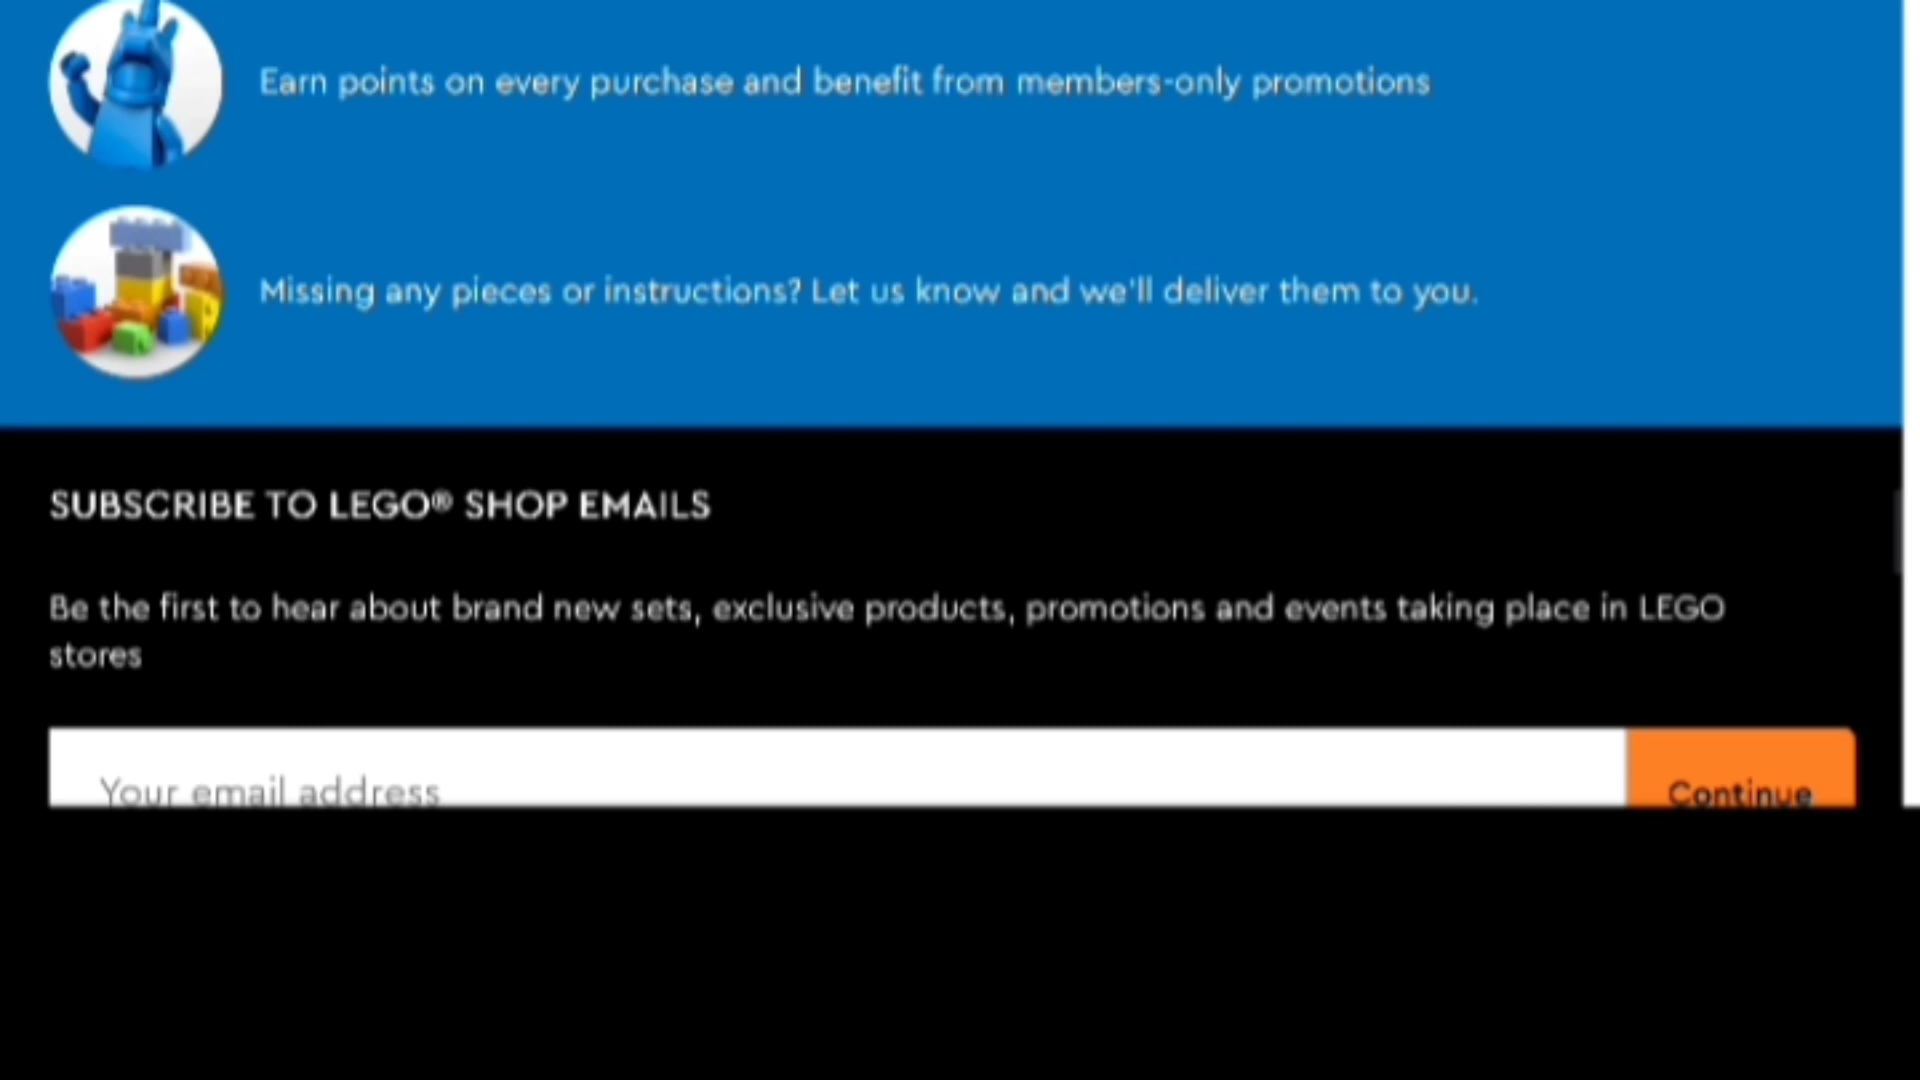 Earn points on every purchase and benefit from members-only promotions
Missing any pieces or instructions? Let us know and we'll deliver them to you.
SUBSCRIBE TO LEGO® SHOP EMAILS
Be the first to hear about brand new sets, exclusive products, promotions and events taking place in LEGO
stores
Your email address
Continue